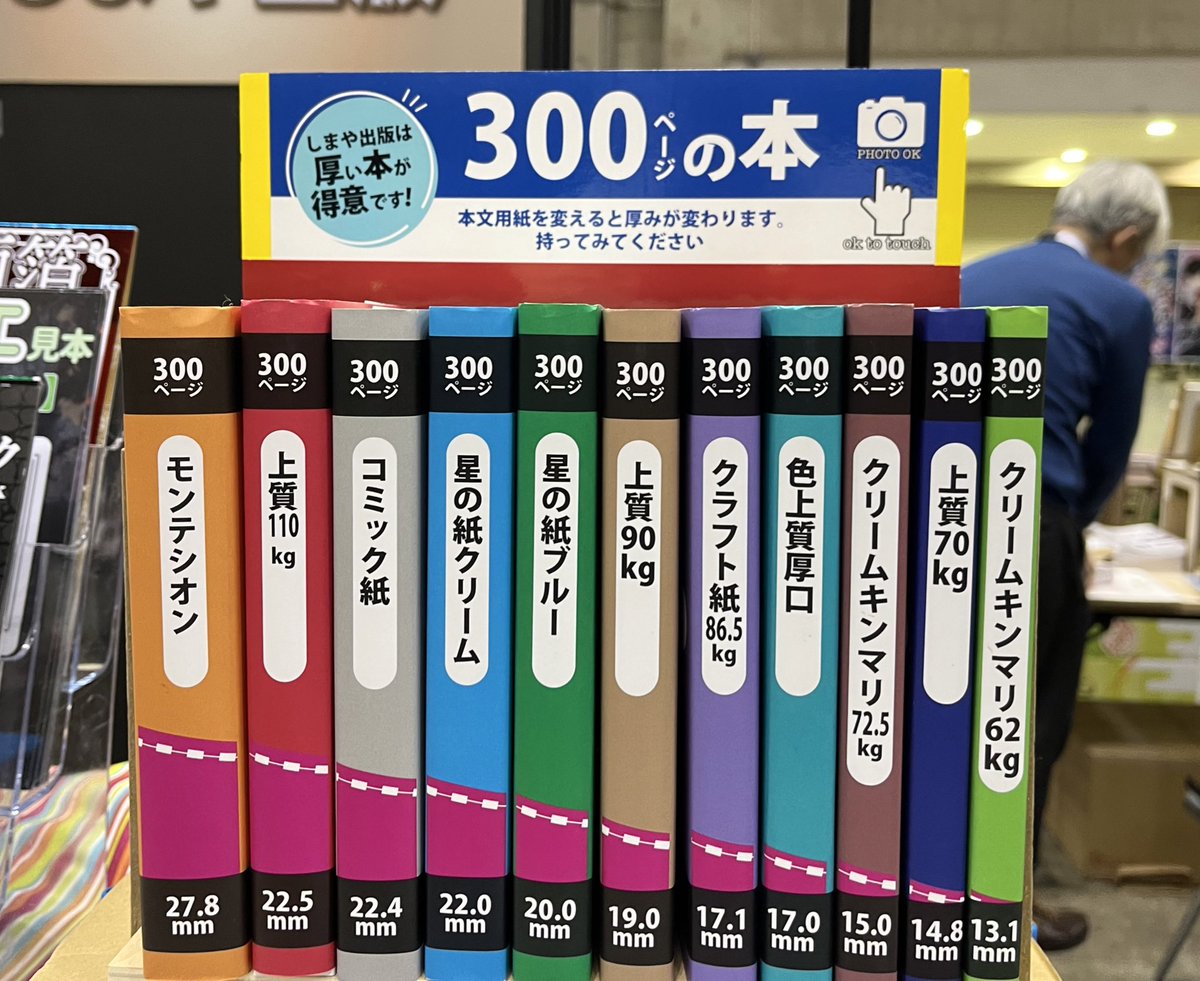 しまや出版は
厚い本が
得意です!
300ページの本
PHOTO OK
本文用紙を変えると厚みが変わります。
持ってみてください
ok to touch
見本
300
ページ
モンテシオン
27.8
mm
300
ページ
上質110kg
22.5
mm
300
ページ
コミック紙
22.4
mm
300
ページ
星の紙クリーム
22.0
mm
300
ページ
星の紙ブルー
20.0
mm
300
ページ
上質90kg
19.0
mm
300
ページ
クラフト紙86.5kg
17.1
mm
300
ページ
色上質厚口
17.0
mm
300
ページ
クリームキンマリ72.5kg
15.0
mm
300
ページ
上質70kg
14.8
mm
300
ページ
クリームキンマリ62kg
13.1
mm